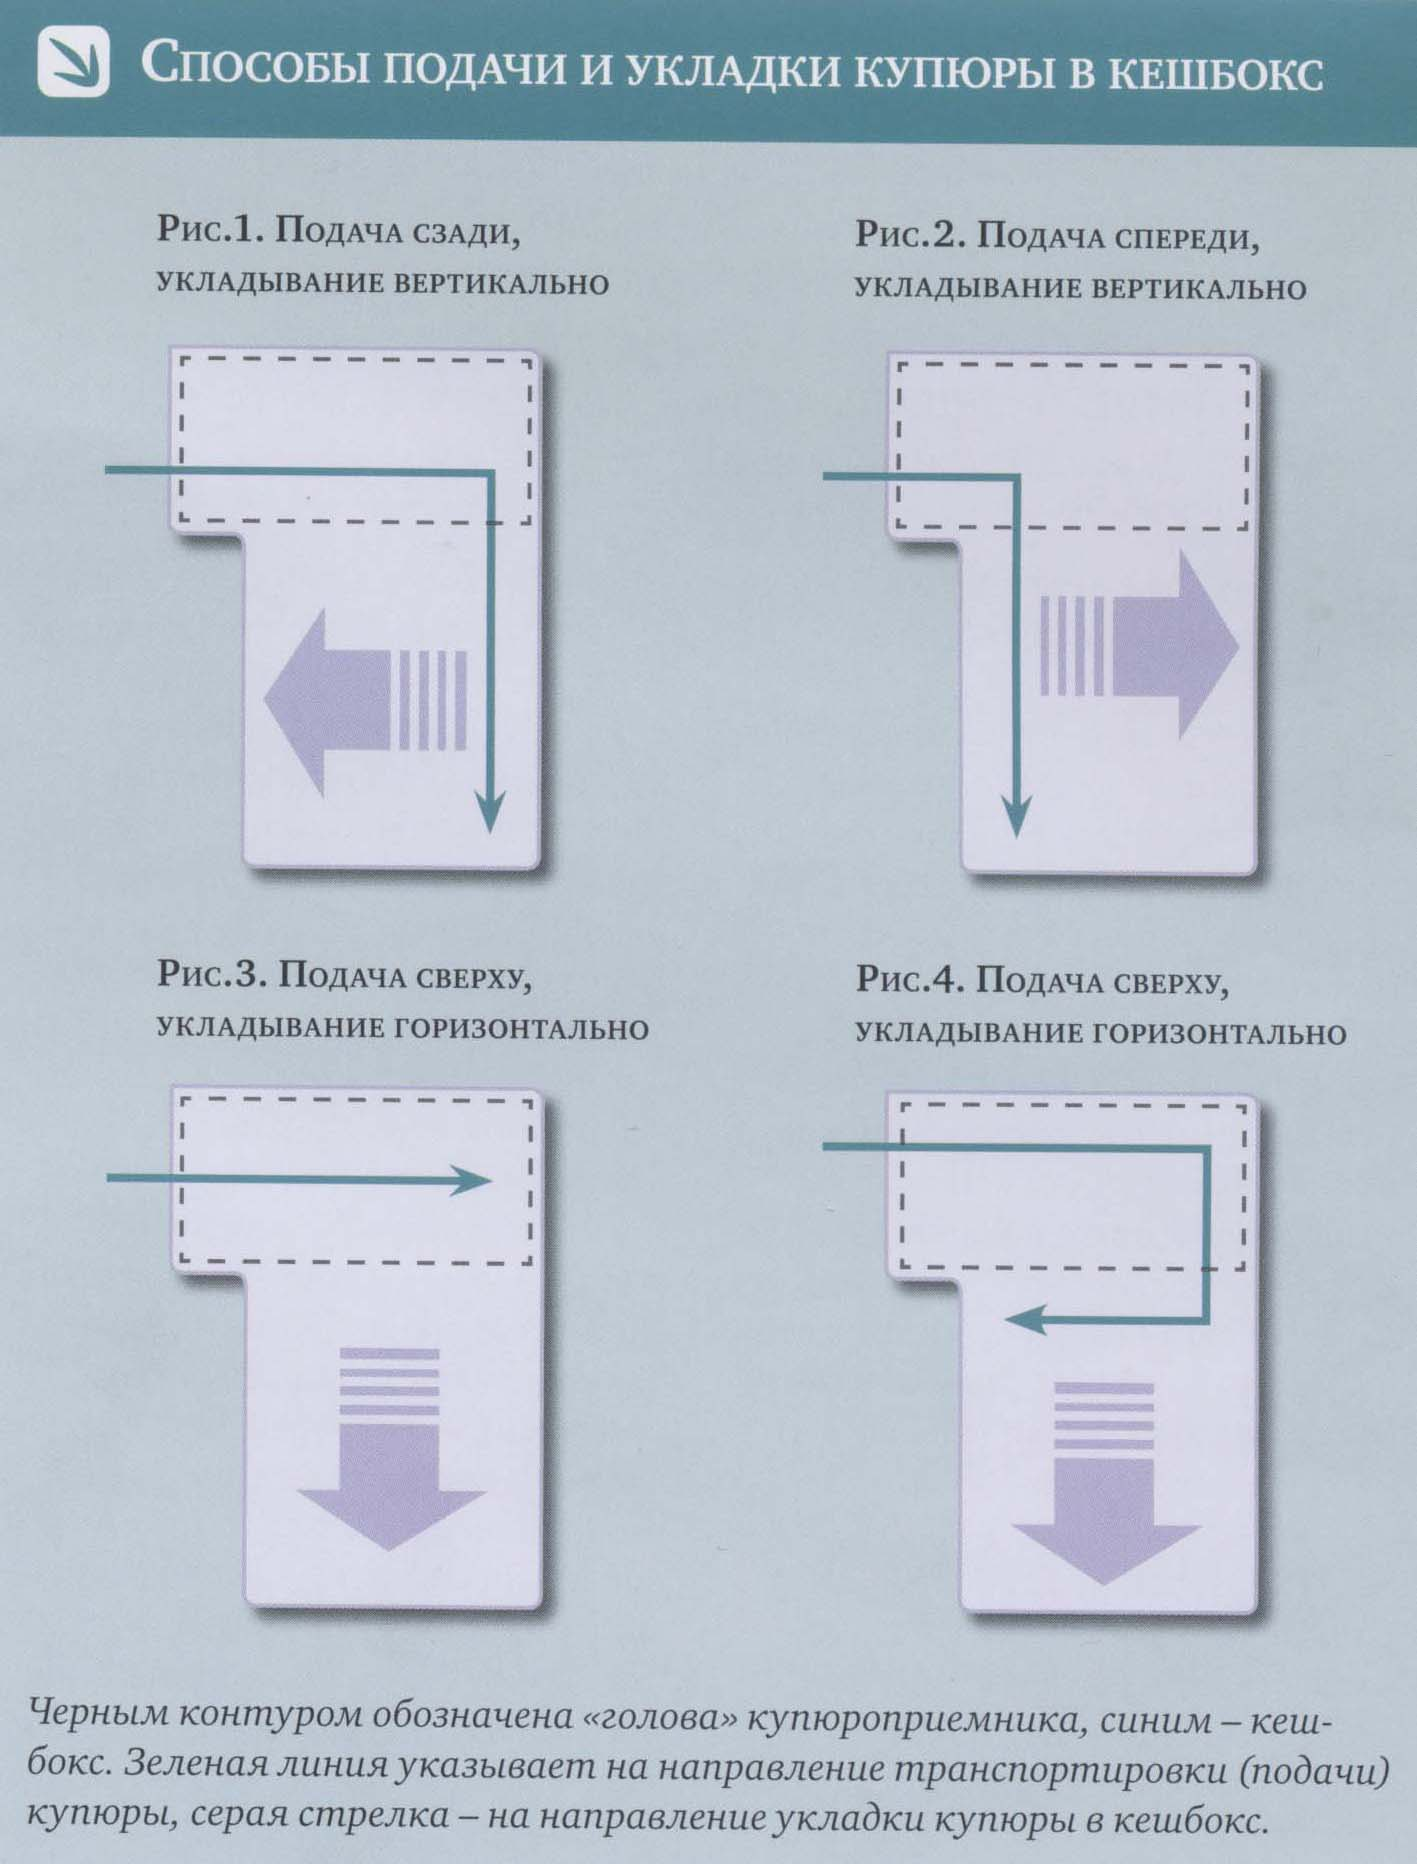 Способы подачи и укладки купюры в кешбокс
Рис.1. Подача сзади,
укладывание вертикально
Рис.2. Подача спереди,
укладывание вертикально
Рис.3. Подача сверху,
укладывание горизонтально
Рис.4. Подача сверху,
укладывание горизонтально
Черным контуром обозначена «голова» купюроприемника, синим – кеш-
бокс. Зеленая линия указывает на направление транспортировки (подачи)
купюры, серая стрелка – на направление укладки купюры в кешбокс.